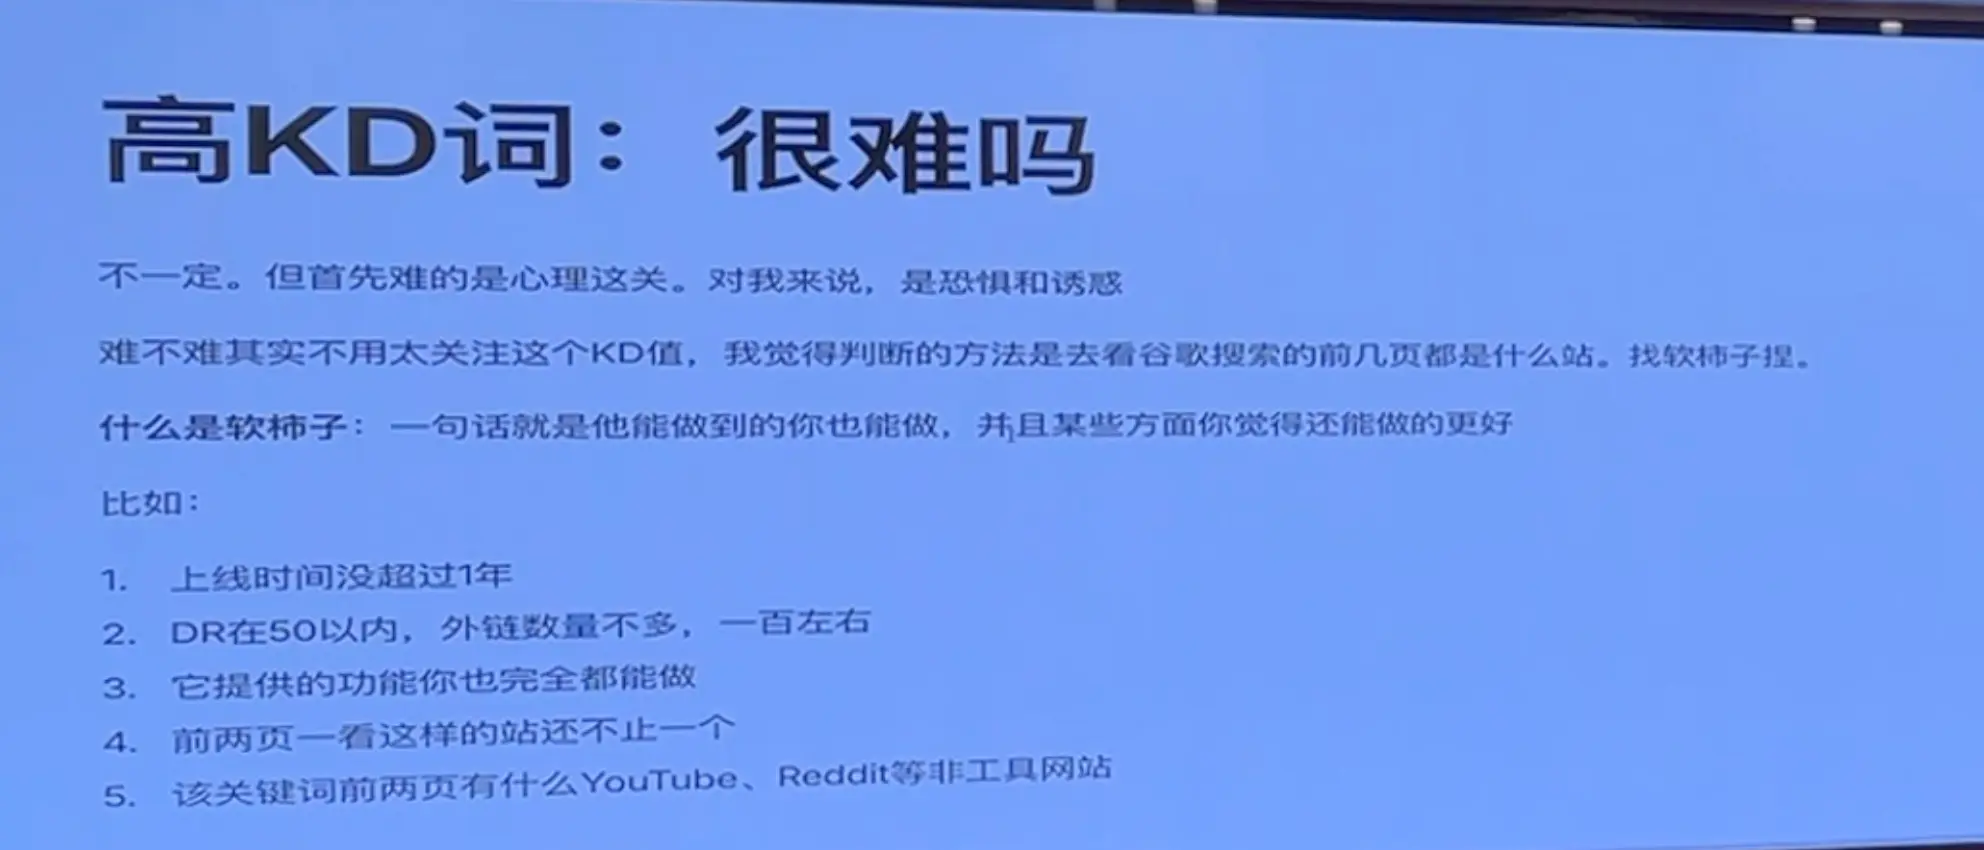 高KD词：很难吗
不一定。但首先难的是心理这关。对我来说，是恐惧和诱惑
难不难其实不用太关注这个KD值，我觉得判断的方法是去看谷歌搜索的前几页都是什么站。找软柿子捏。
什么是软柿子：一句话就是他能做到的你也能做，并且某些方面你觉得还能做的更好
比如：
1. 上线时间没超过1年
2. DR在50以内，外链数量不多，一百左右
3. 它提供的功能你也完全都能做
4. 前两页一看这样的站还不止一个
5. 该关键词前两页有什么YouTube、Reddit等非工具网站